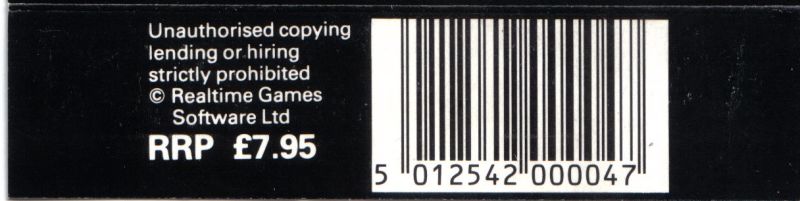 Unauthorised copying
lending or hiring
strictly prohibited
© Realtime Games
Software Ltd
RRP £7.95
5 012542 000047